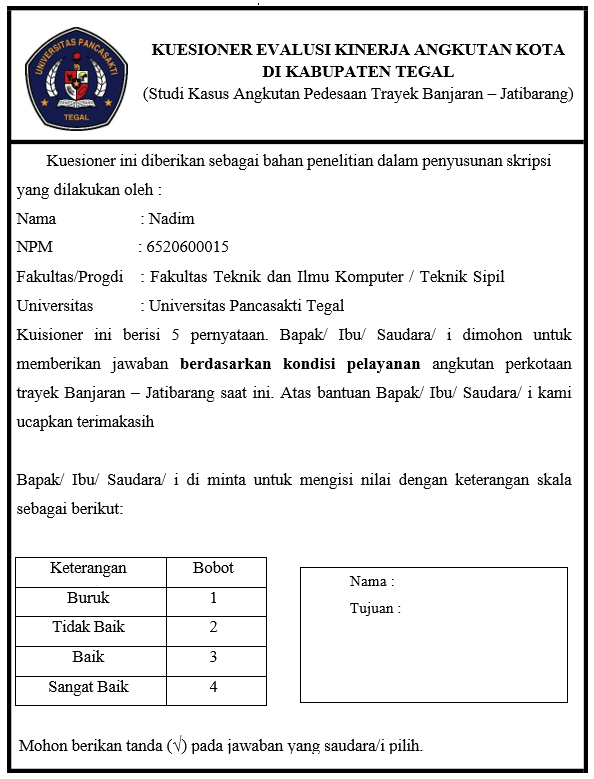 UNIVERSITAS PANCASAKTI
TEGAL
KUESIONER EVALUSI KINERJA ANGKUTAN KOTA
DI KABUPATEN TEGAL
(Studi Kasus Angkutan Pedesaan Trayek Banjaran – Jatibarang)
Kuesioner ini diberikan sebagai bahan penelitian dalam penyusunan skripsi
yang dilakukan oleh :
Nama : Nadim
NPM : 6520600015
Fakultas/Progdi : Fakultas Teknik dan Ilmu Komputer / Teknik Sipil
Universitas : Universitas Pancasakti Tegal
Kuisioner ini berisi 5 pernyataan. Bapak/ Ibu/ Saudara/ i dimohon untuk
memberikan jawaban berdasarkan kondisi pelayanan angkutan perkotaan
trayek Banjaran – Jatibarang saat ini. Atas bantuan Bapak/ Ibu/ Saudara/ i kami
ucapkan terimakasih
Bapak/ Ibu/ Saudara/ i di minta untuk mengisi nilai dengan keterangan skala
sebagai berikut:
Keterangan Bobot
Buruk 1
Tidak Baik 2
Baik 3
Sangat Baik 4
Nama :
Tujuan :
Mohon berikan tanda (√) pada jawaban yang saudara/i pilih.